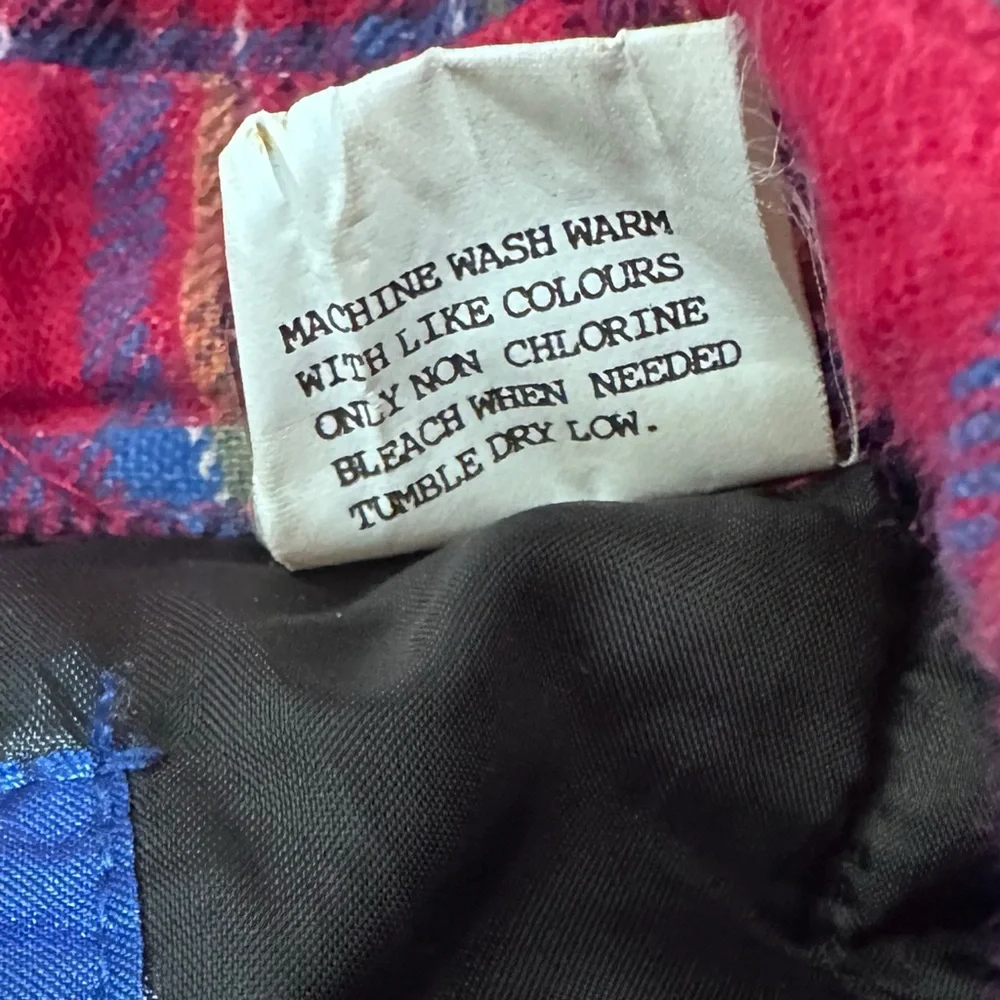 MACHINE WASH WARM
WITH LIKE COLOURS
ONLY NON CHLORINE
BLEACH WHEN NEEDED
TUMBLE DRY LOW.